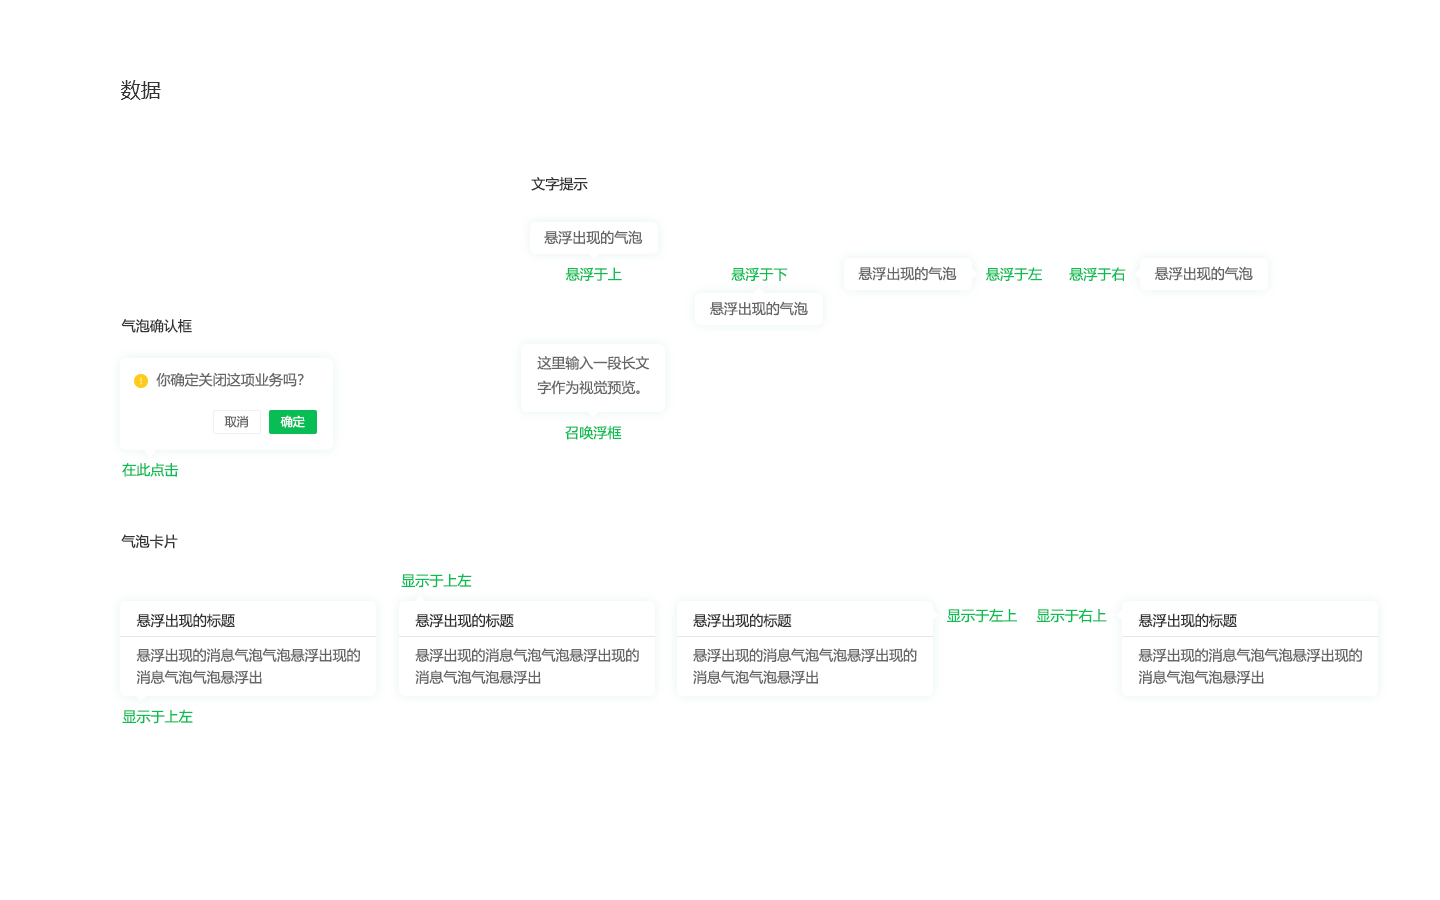 数据
文字提示
悬浮出现的气泡
悬浮于上
悬浮于下
悬浮出现的气泡
悬浮出现的气泡
悬浮于左
悬浮于右
悬浮出现的气泡
这里输入一段长文
字作为视觉预览。
召唤浮框
气泡确认框
你确定关闭这项业务吗?
取消
确定
在此点击
气泡卡片
悬浮出现的标题
悬浮出现的消息气泡气泡悬浮出现的
消息气泡气泡悬浮出
显示于上左
显示于上左
悬浮出现的标题
悬浮出现的消息气泡气泡悬浮出现的
消息气泡气泡悬浮出
悬浮出现的标题
悬浮出现的消息气泡气泡悬浮出现的
消息气泡气泡悬浮出
显示于左上
显示于右上
悬浮出现的标题
悬浮出现的消息气泡气泡悬浮出现的
消息气泡气泡悬浮出